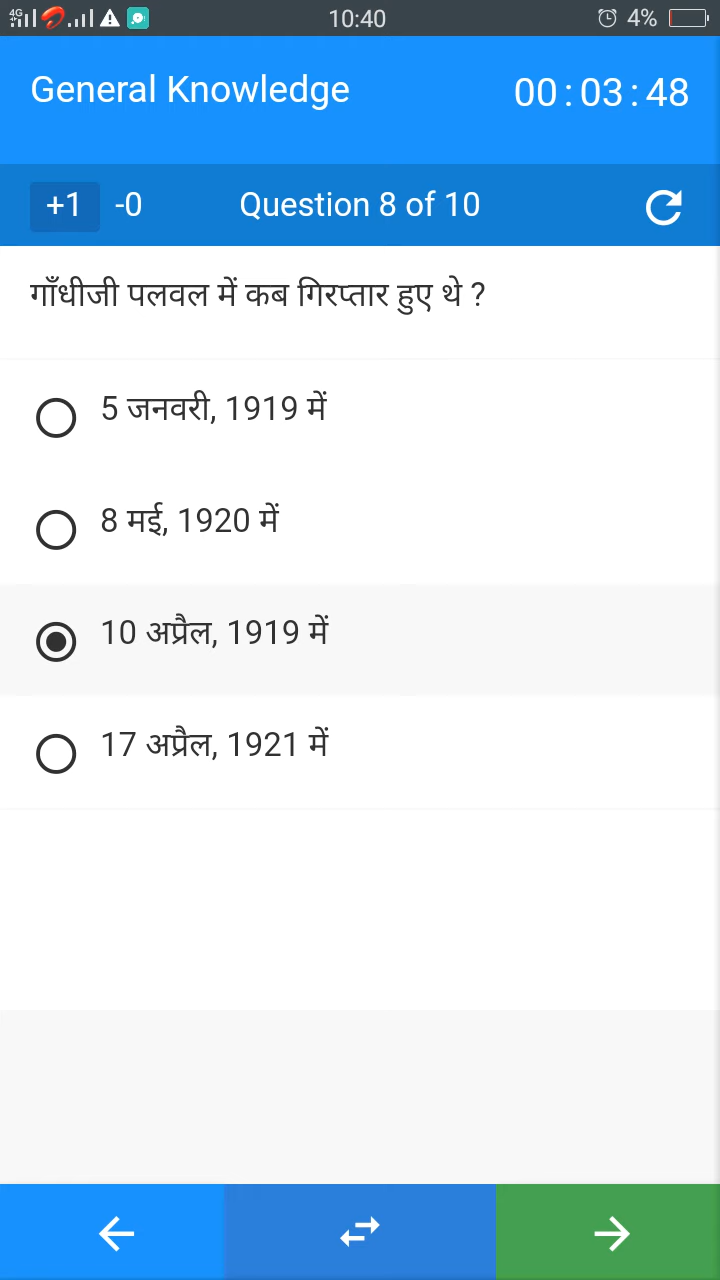 4G 10:40 4%
General Knowledge 00:03:48
+1 -0 Question 8 of 10
गाँधीजी पलवल में कब गिरप्तार हुए थे ?
5 जनवरी, 1919 में
8 मई, 1920 में
10 अप्रैल, 1919 में
17 अप्रैल, 1921 में